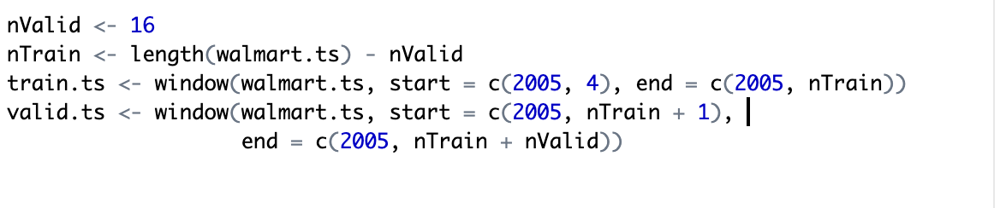 nValid <- 16
nTrain <- length(walmart.ts) - nValid
train.ts <- window(walmart.ts, start = c(2005, 4), end = c(2005, nTrain))
valid.ts <- window(walmart.ts, start = c(2005, nTrain + 1),
end = c(2005, nTrain + nValid))